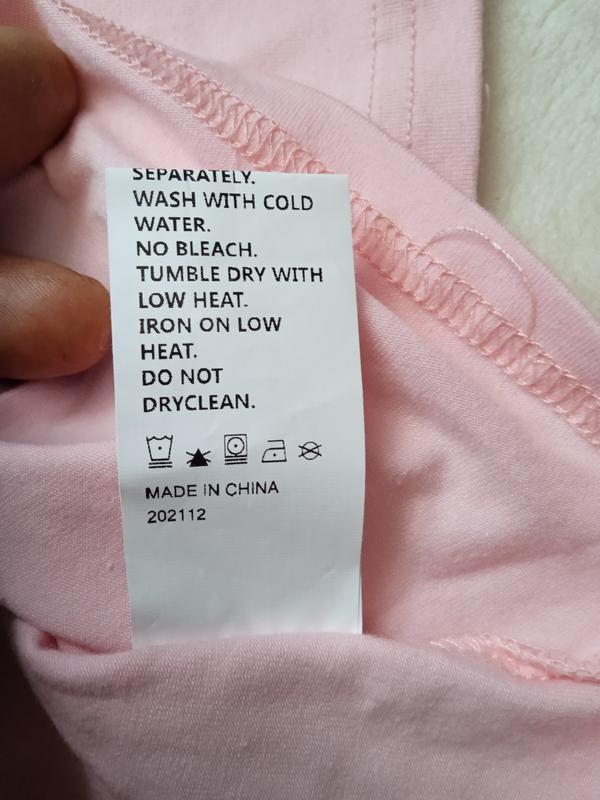 SEPARATELY.
WASH WITH COLD
WATER.
NO BLEACH.
TUMBLE DRY WITH
LOW HEAT.
IRON ON LOW
HEAT.
DO NOT
DRYCLEAN.
MADE IN CHINA
202112